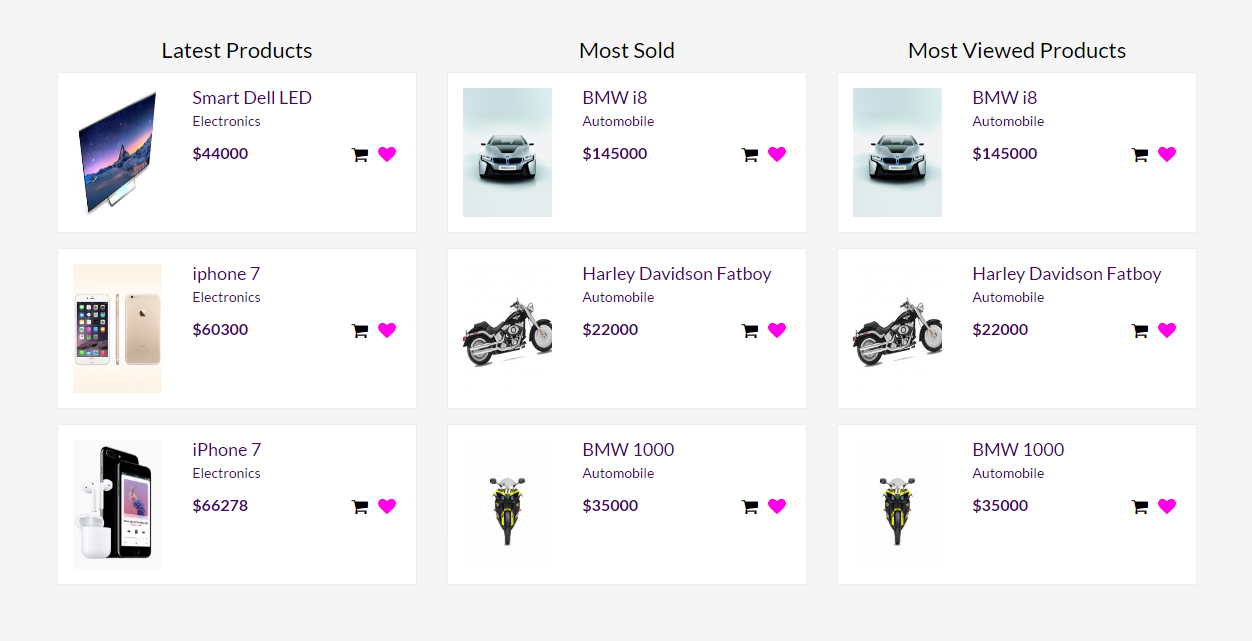 Latest Products
Smart Dell LED
Electronics
$44000
iphone 7
Electronics
$60300
iPhone 7
Electronics
$66278
Most Sold
BMW i8
Automobile
$145000
Harley Davidson Fatboy
Automobile
$22000
BMW 1000
Automobile
$35000
Most Viewed Products
BMW i8
Automobile
$145000
Harley Davidson Fatboy
Automobile
$22000
BMW 1000
Automobile
$35000